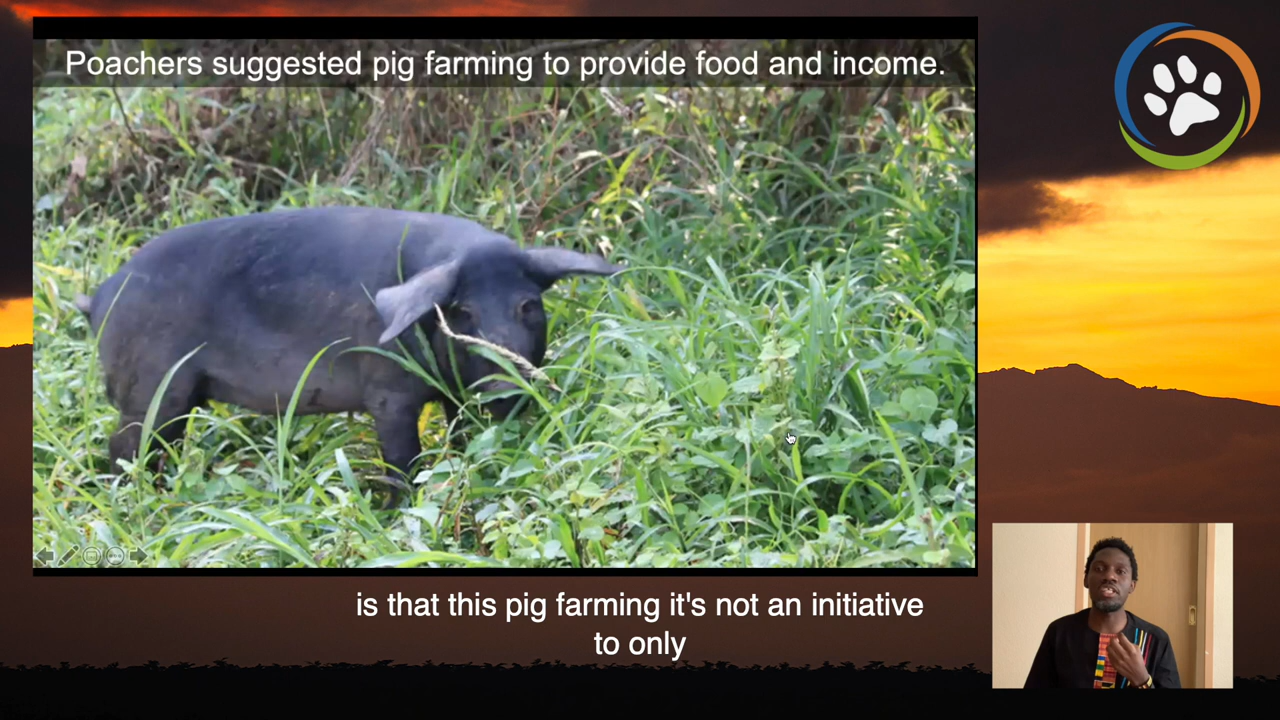 Poachers suggested pig farming to provide food and income.
is that this pig farming it's not an initiative
to only